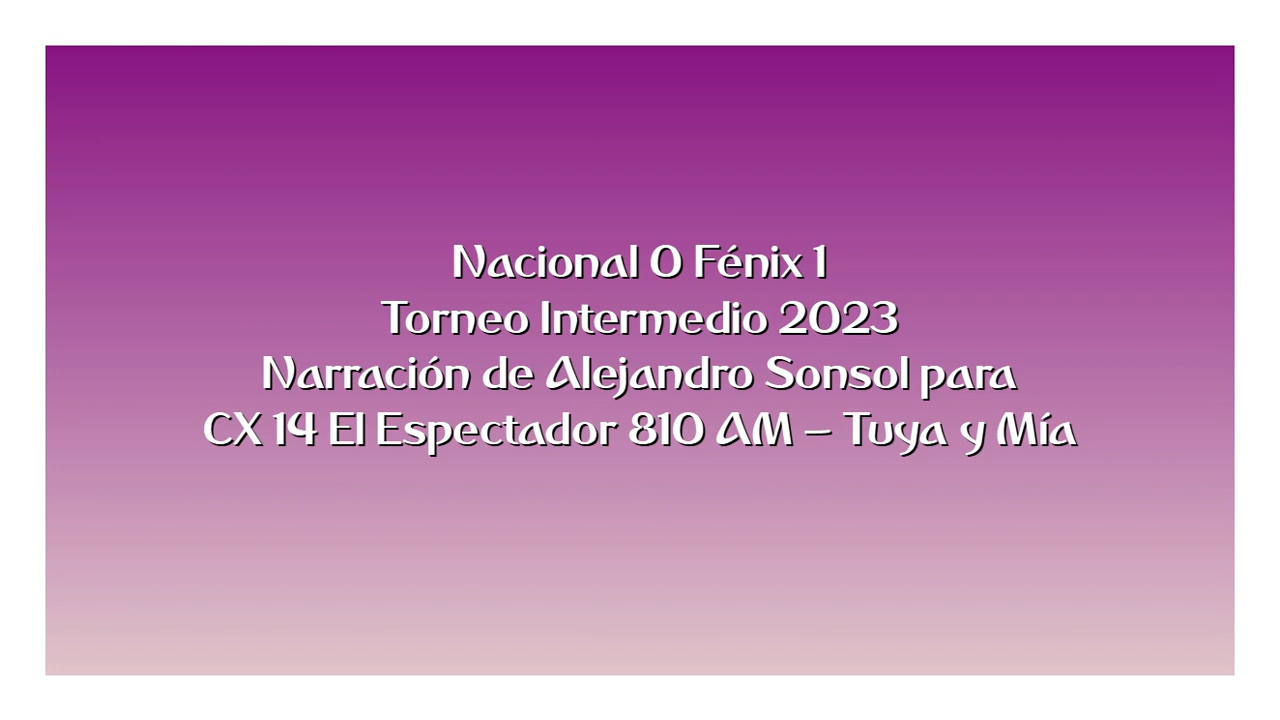 Nacional 0 Fénix 1
Torneo Intermedio 2023
Narración de Alejandro Sonsol para
CX 14 El Espectador 810 AM – Tuya y Mía